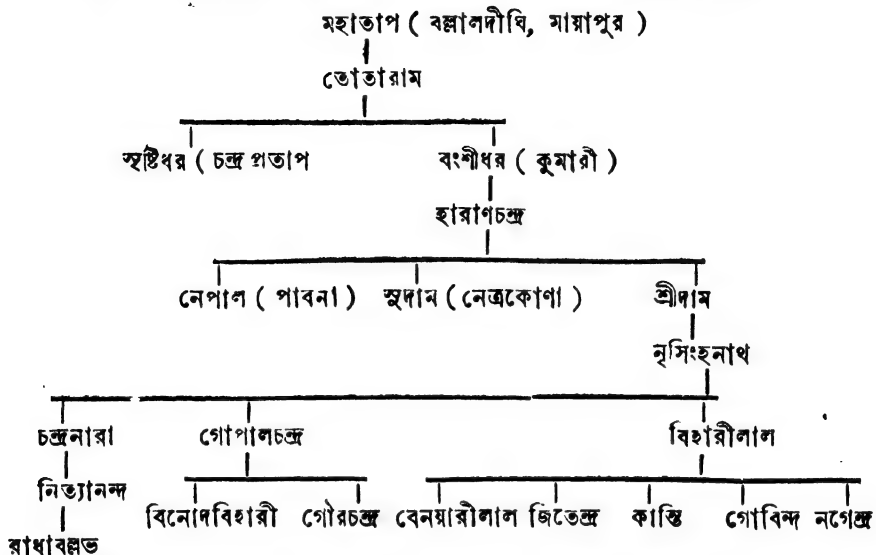 মহাতাপ ( বল্লালদীঘি, মায়াপুর )
তোতারাম
সৃষ্টিধর ( চন্দ্র প্রতাপ
বংশীধর ( কুমারী )
হারাণচন্দ্র
নেপাল ( পাবনা ) সুদাম ( নেত্রকোণা ) শ্রীদাম
নৃসিংহনাথ
চন্দ্রনারা গোপালচন্দ্র বিহারীলাল
নিত্যানন্দ
বিনোদবিহারী গৌরচন্দ্র বেনয়ারীলাল জিতেন্দ্র কান্তি গোবিন্দ নগেন্দ্র
রাধাবল্লভ